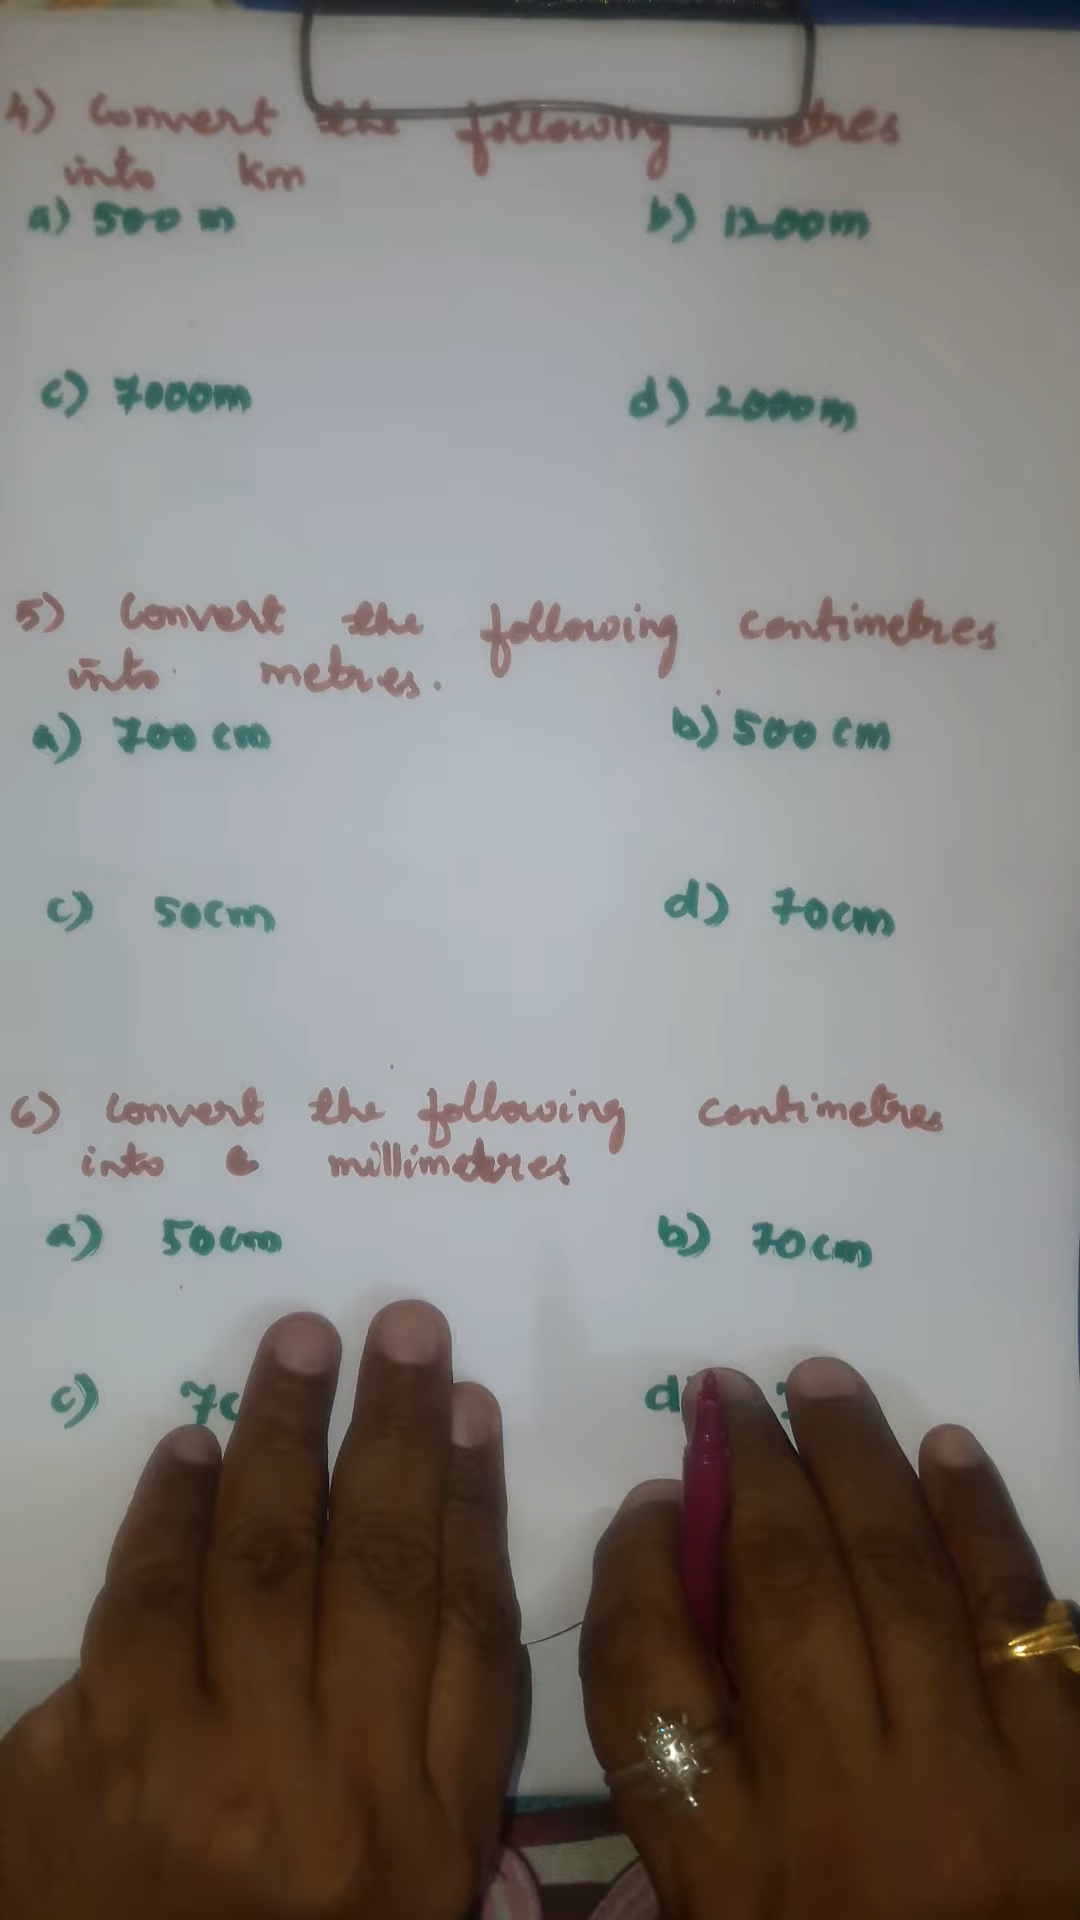 4) Convert the following metres
into km
a) 500 m b) 1200m
c) 7000m d) 2000m
5) Convert the following centimetres
into metres.
a) 700 cm b) 500 cm
c) 50cm d) 70cm
6) Convert the following centimetres
into millimetres
a) 50cm b) 70cm
c) d)